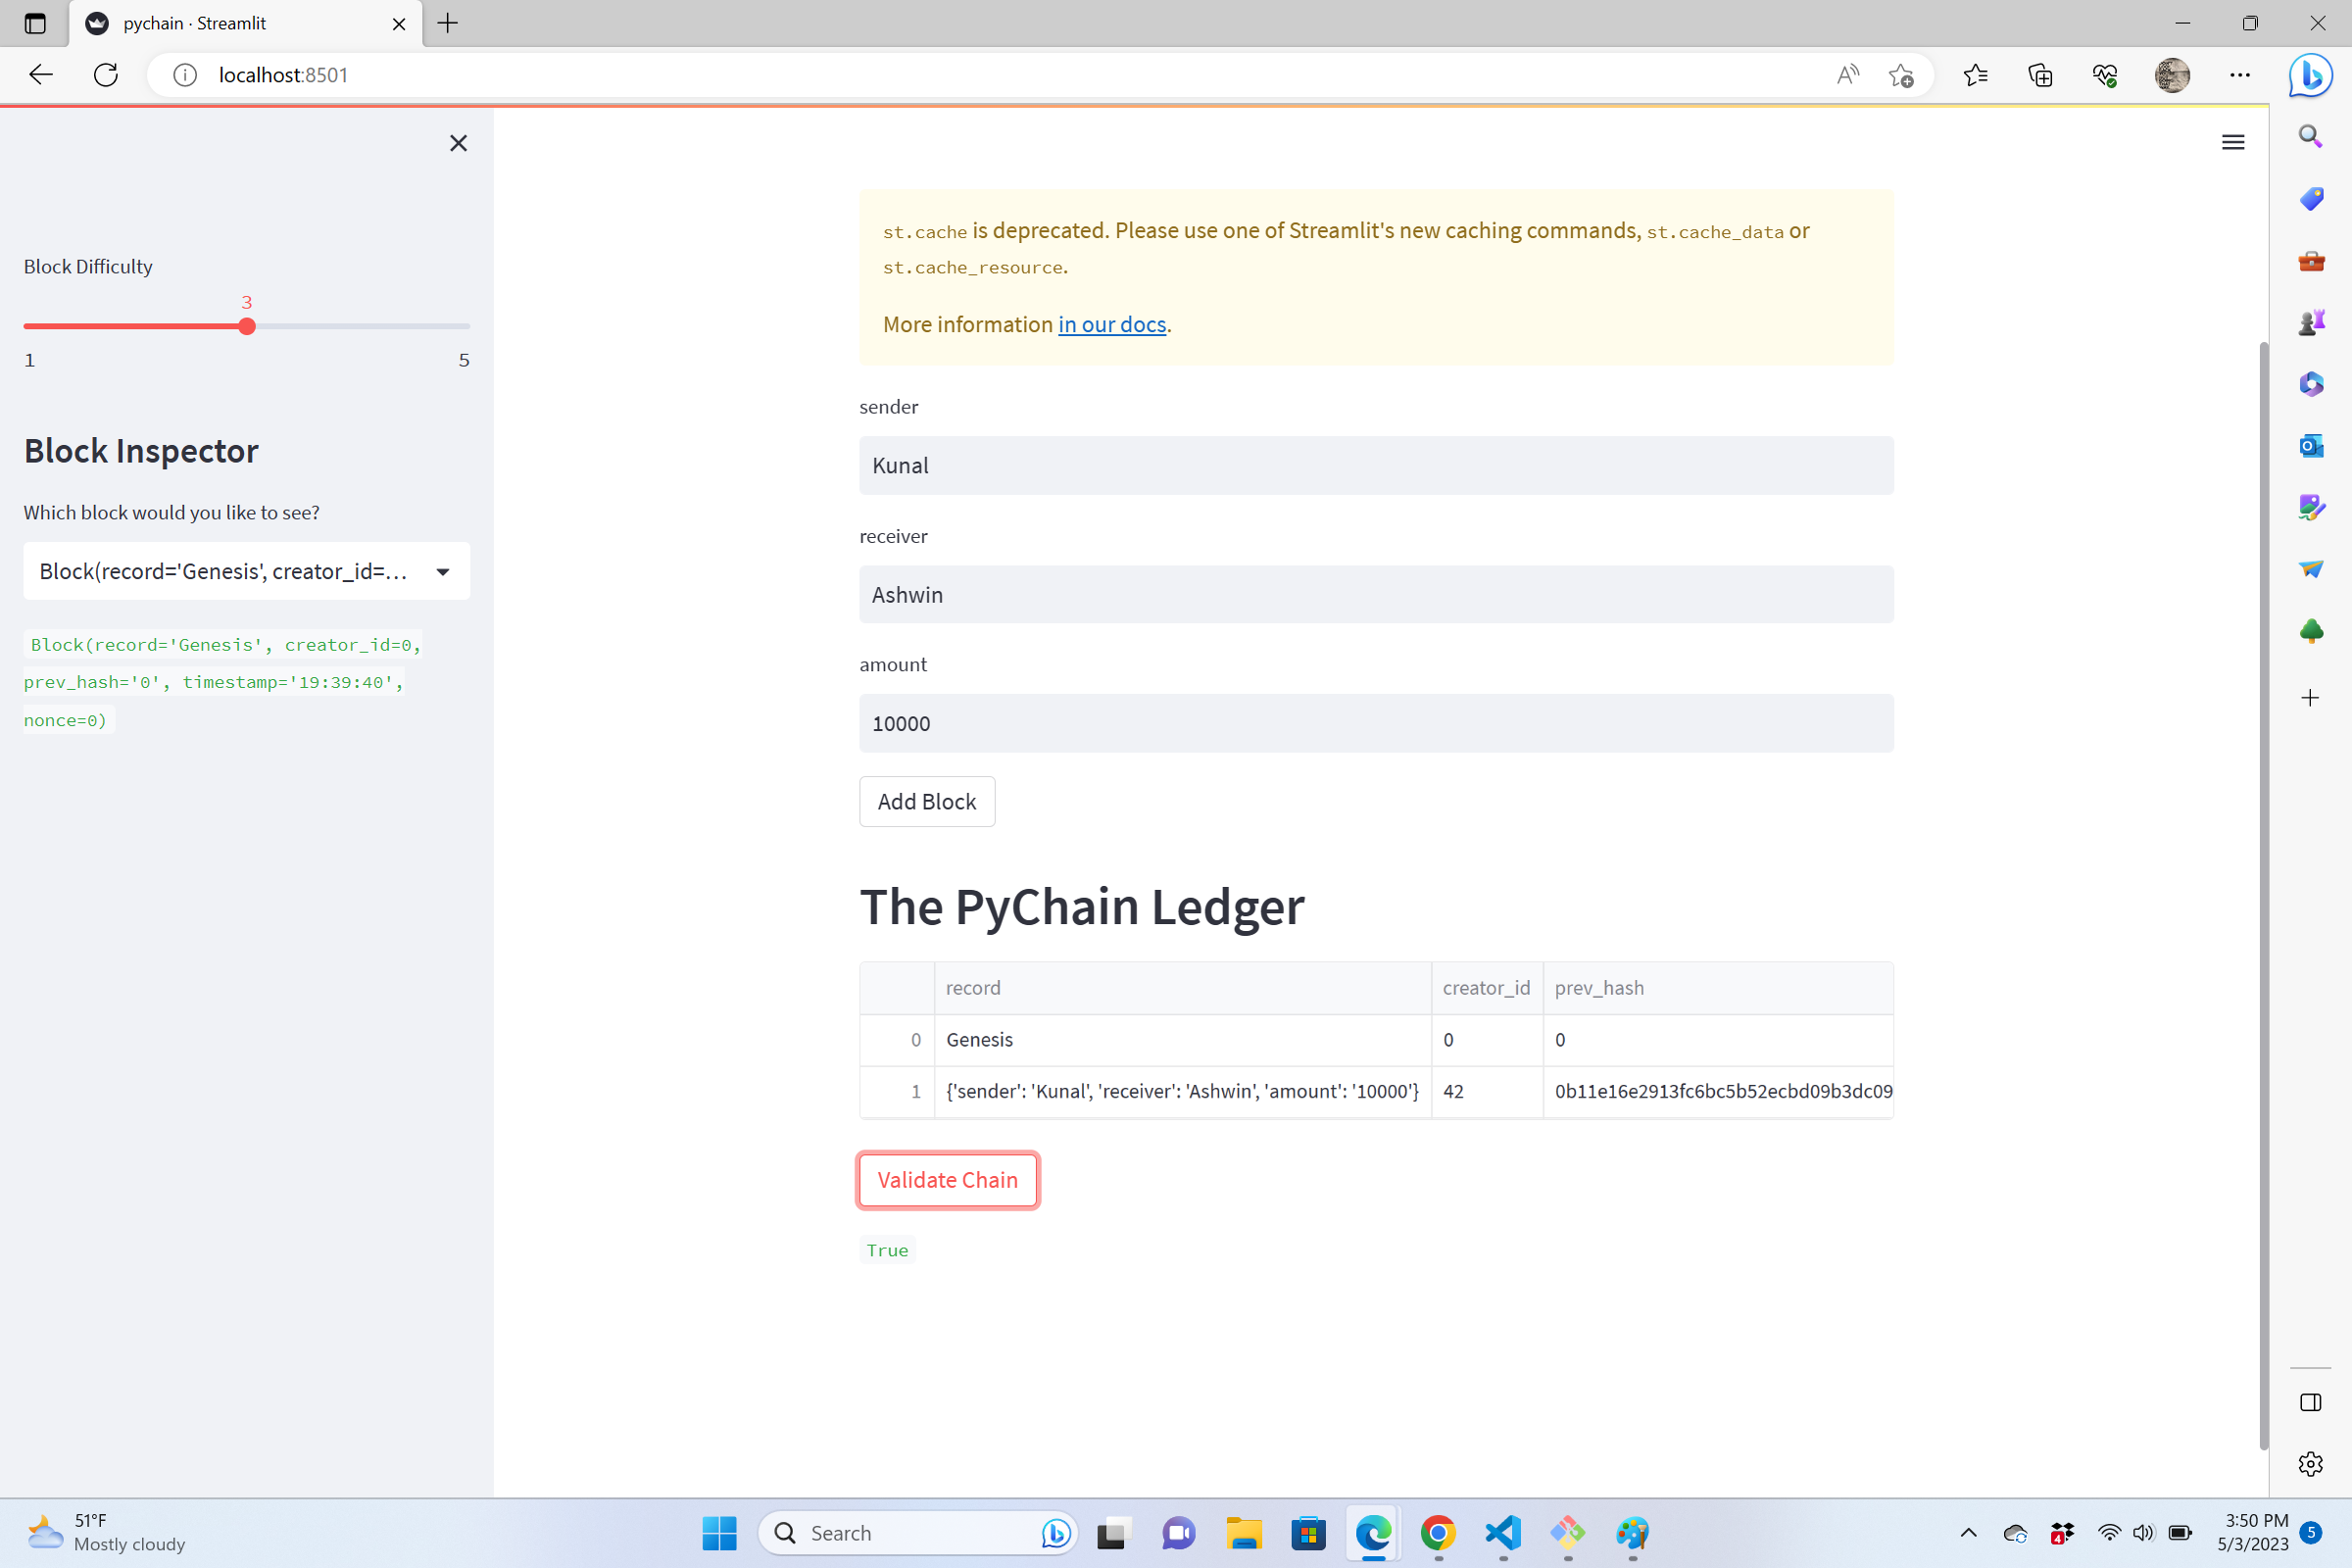 pychain · Streamlit
localhost:8501
Block Difficulty
3
1
5
Block Inspector
Which block would you like to see?
Block(record='Genesis', creator_id=...
Block(record='Genesis', creator_id=0,
prev_hash='0', timestamp='19:39:40',
nonce=0)
st.cache is deprecated. Please use one of Streamlit's new caching commands, st.cache_data or
st.cache_resource.
More information in our docs.
sender
Kunal
receiver
Ashwin
amount
10000
Add Block
The PyChain Ledger
record creator_id prev_hash
0 Genesis 0 0
1 {'sender': 'Kunal', 'receiver': 'Ashwin', 'amount': '10000'} 42 0b11e16e2913fc6bc5b52ecbd09b3dc09
Validate Chain
True
51°F
Mostly cloudy
Search
4
3:50 PM
5/3/2023
5